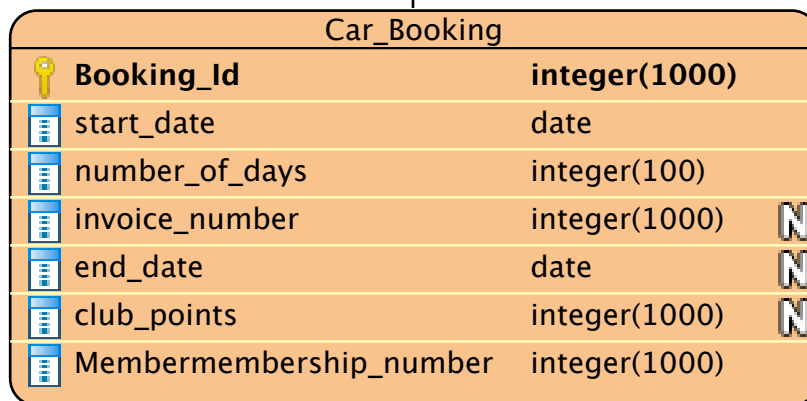 Car_Booking
Booking_Id integer(1000)
start_date date
number_of_days integer(100)
invoice_number integer(1000) N
end_date date N
club_points integer(1000) N
Membermembership_number integer(1000)